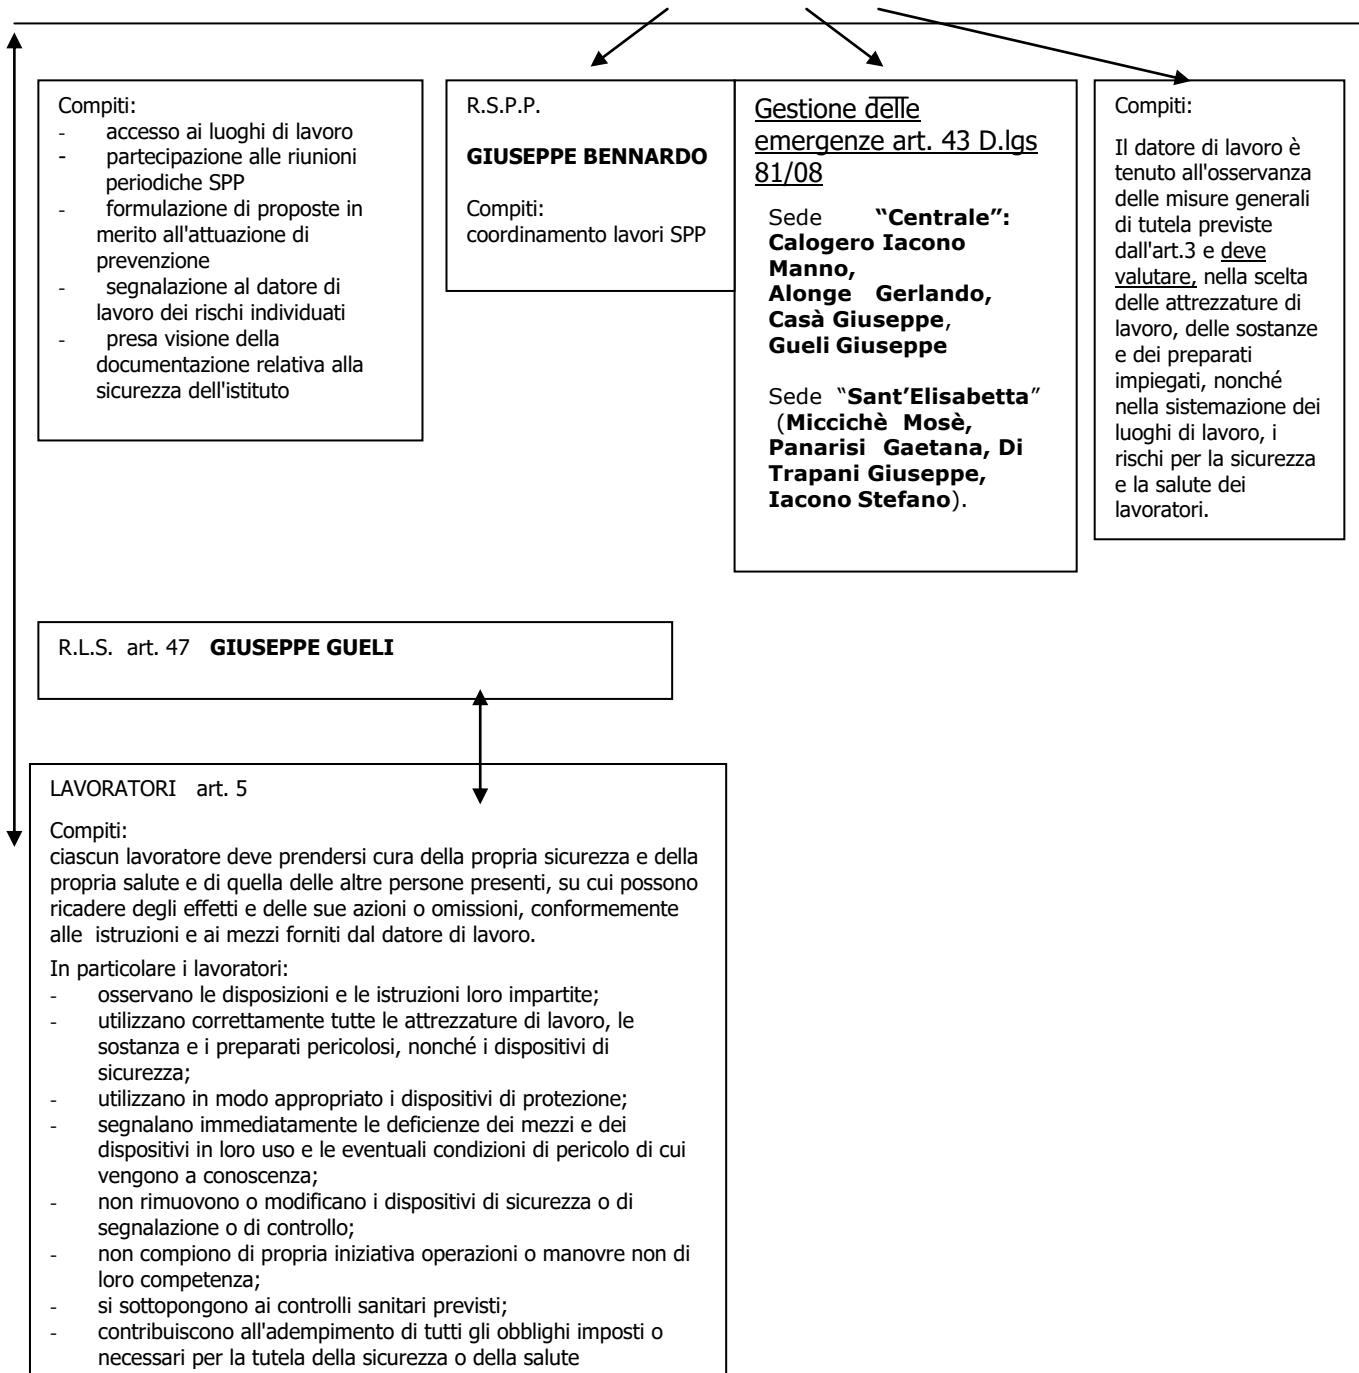 Compiti:
- accesso ai luoghi di lavoro
- partecipazione alle riunioni
periodiche SPP
- formulazione di proposte in
merito all'attuazione di
prevenzione
- segnalazione al datore di
lavoro dei rischi individuati
- presa visione della
documentazione relativa alla
sicurezza dell'istituto
R.S.P.P.
GIUSEPPE BENNARDO
Compiti:
coordinamento lavori SPP
Gestione delle
emergenze art. 43 D.lgs
81/08
Sede “Centrale”:
Calogero Iacono
Manno,
Alonge Gerlando,
Casà Giuseppe,
Gueli Giuseppe
Sede “Sant’Elisabetta”
(Miccichè Mosè,
Panarisi Gaetana, Di
Trapani Giuseppe,
Iacono Stefano).
Compiti:
Il datore di lavoro è
tenuto all'osservanza
delle misure generali
di tutela previste
dall'art.3 e deve
valutare, nella scelta
delle attrezzature di
lavoro, delle sostanze
e dei preparati
impiegati, nonché
nella sistemazione dei
luoghi di lavoro, i
rischi per la sicurezza
e la salute dei
lavoratori.
R.L.S. art. 47 GIUSEPPE GUELI
LAVORATORI art. 5
Compiti:
ciascun lavoratore deve prendersi cura della propria sicurezza e della
propria salute e di quella delle altre persone presenti, su cui possono
ricadere degli effetti e delle sue azioni o omissioni, conformemente
alle istruzioni e ai mezzi forniti dal datore di lavoro.
In particolare i lavoratori:
- osservano le disposizioni e le istruzioni loro impartite;
- utilizzano correttamente tutte le attrezzature di lavoro, le
sostanza e i preparati pericolosi, nonché i dispositivi di
sicurezza;
- utilizzano in modo appropriato i dispositivi di protezione;
- segnalano immediatamente le deficienze dei mezzi e dei
dispositivi in loro uso e le eventuali condizioni di pericolo di cui
vengono a conoscenza;
- non rimuovono o modificano i dispositivi di sicurezza o di
segnalazione o di controllo;
- non compiono di propria iniziativa operazioni o manovre non di
loro competenza;
- si sottopongono ai controlli sanitari previsti;
- contribuiscono all'adempimento di tutti gli obblighi imposti o
necessari per la tutela della sicurezza o della salute